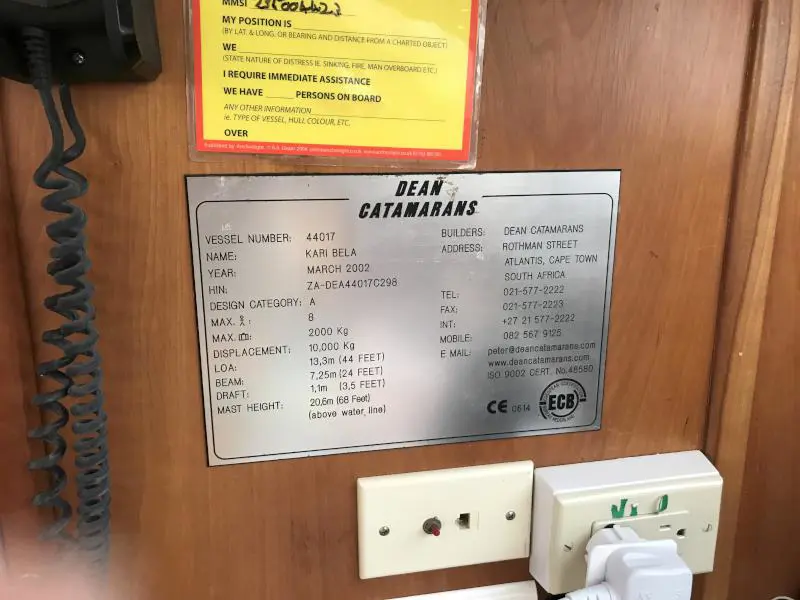 MMSI
MY POSITION IS
(BY LAT. & LONG. OR BEARING AND DISTANCE FROM A CHARTED OBJECT)
WE
(STATE NATURE OF DISTRESS IE. SINKING, FIRE, MAN OVERBOARD ETC.)
I REQUIRE IMMEDIATE ASSISTANCE
WE HAVE ______ PERSONS ON BOARD
ANY OTHER INFORMATION
ie. TYPE OF VESSEL, HULL COLOUR, ETC.
OVER
DEAN
CATAMARANS
VESSEL NUMBER: 44017
NAME: KARI BELA
YEAR: MARCH 2002
HIN: ZA-DEA44017C298
DESIGN CATEGORY: A
MAX. : 8
MAX. : 2000 Kg
DISPLACEMENT: 10,000 Kg
LOA: 13,3m (44 FEET)
BEAM: 7,25m (24 FEET)
DRAFT: 1,1m (3,5 FEET)
MAST HEIGHT: 20,6m (68 Feet)
(above water line)
BUILDERS: DEAN CATAMARANS
ADDRESS: ROTHMAN STREET
ATLANTIS, CAPE TOWN
SOUTH AFRICA
TEL: 021-577-2222
FAX: 021-577-2223
INT: +27 21 577-2222
MOBILE: 082 567 9125
E MAIL: peter@deancatamarans.com
www.deancatamarans.com
ISO 9002 CERT. No.48580
CE 0614
ECB